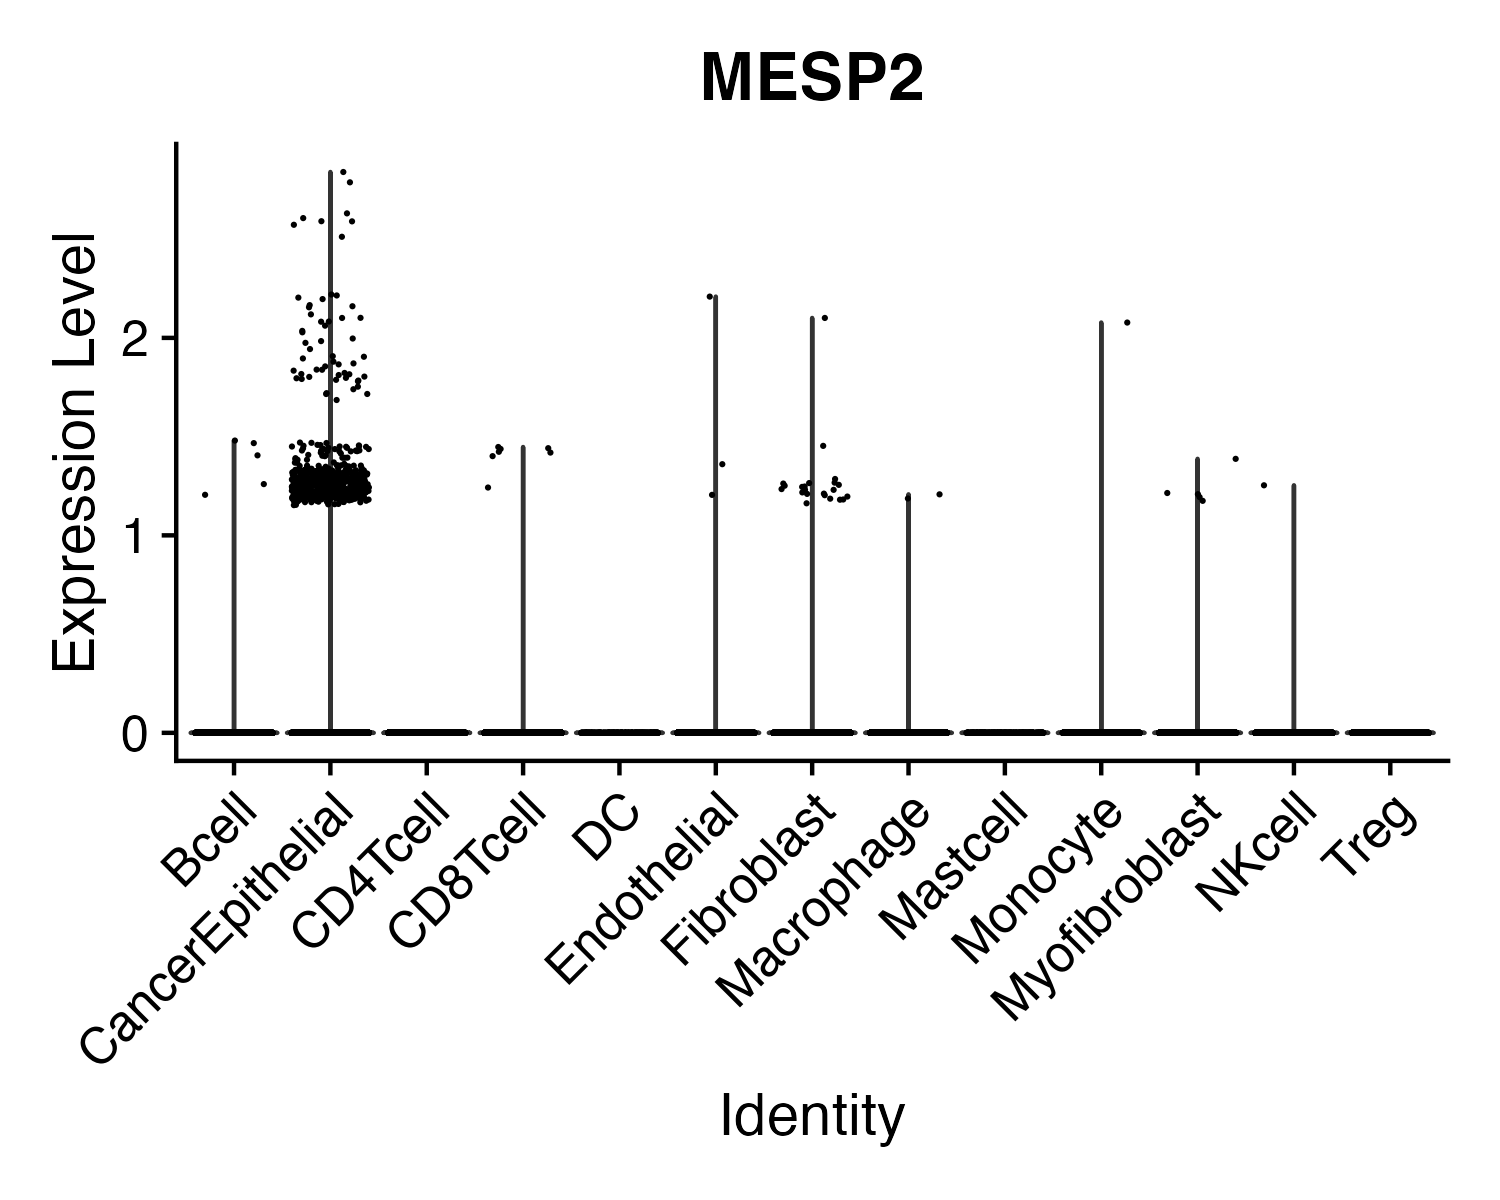 MESP2
Expression Level
2
1
0
Bcell
CancerEpithelial
CD4Tcell
CD8Tcell
DC
Endothelial
Fibroblast
Macrophage
Mastcell
Monocyte
Myofibroblast
NKcell
Treg
Identity